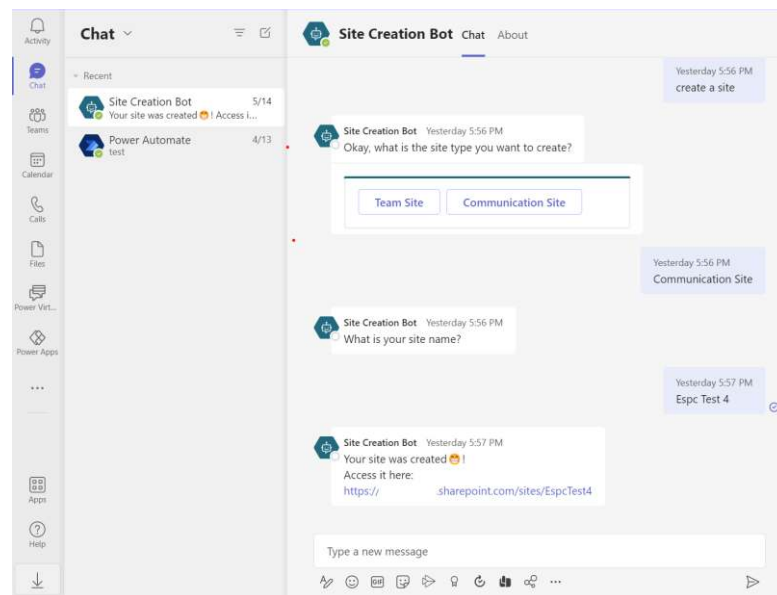 Activity
Chat
Teams
Calendar
Calls
Files
Power Virt...
Power Apps
Apps
Help
Chat
Recent
Site Creation Bot 5/14
Your site was created 😁! Access i...
Power Automate 4/13
test
Site Creation Bot Chat About
Yesterday 5:56 PM
create a site
Site Creation Bot Yesterday 5:56 PM
Okay, what is the site type you want to create?
Team Site Communication Site
Yesterday 5:56 PM
Communication Site
Site Creation Bot Yesterday 5:56 PM
What is your site name?
Yesterday 5:57 PM
Espc Test 4
Site Creation Bot Yesterday 5:57 PM
Your site was created 😁!
Access it here:
https:// .sharepoint.com/sites/EspcTest4
Type a new message
GIF